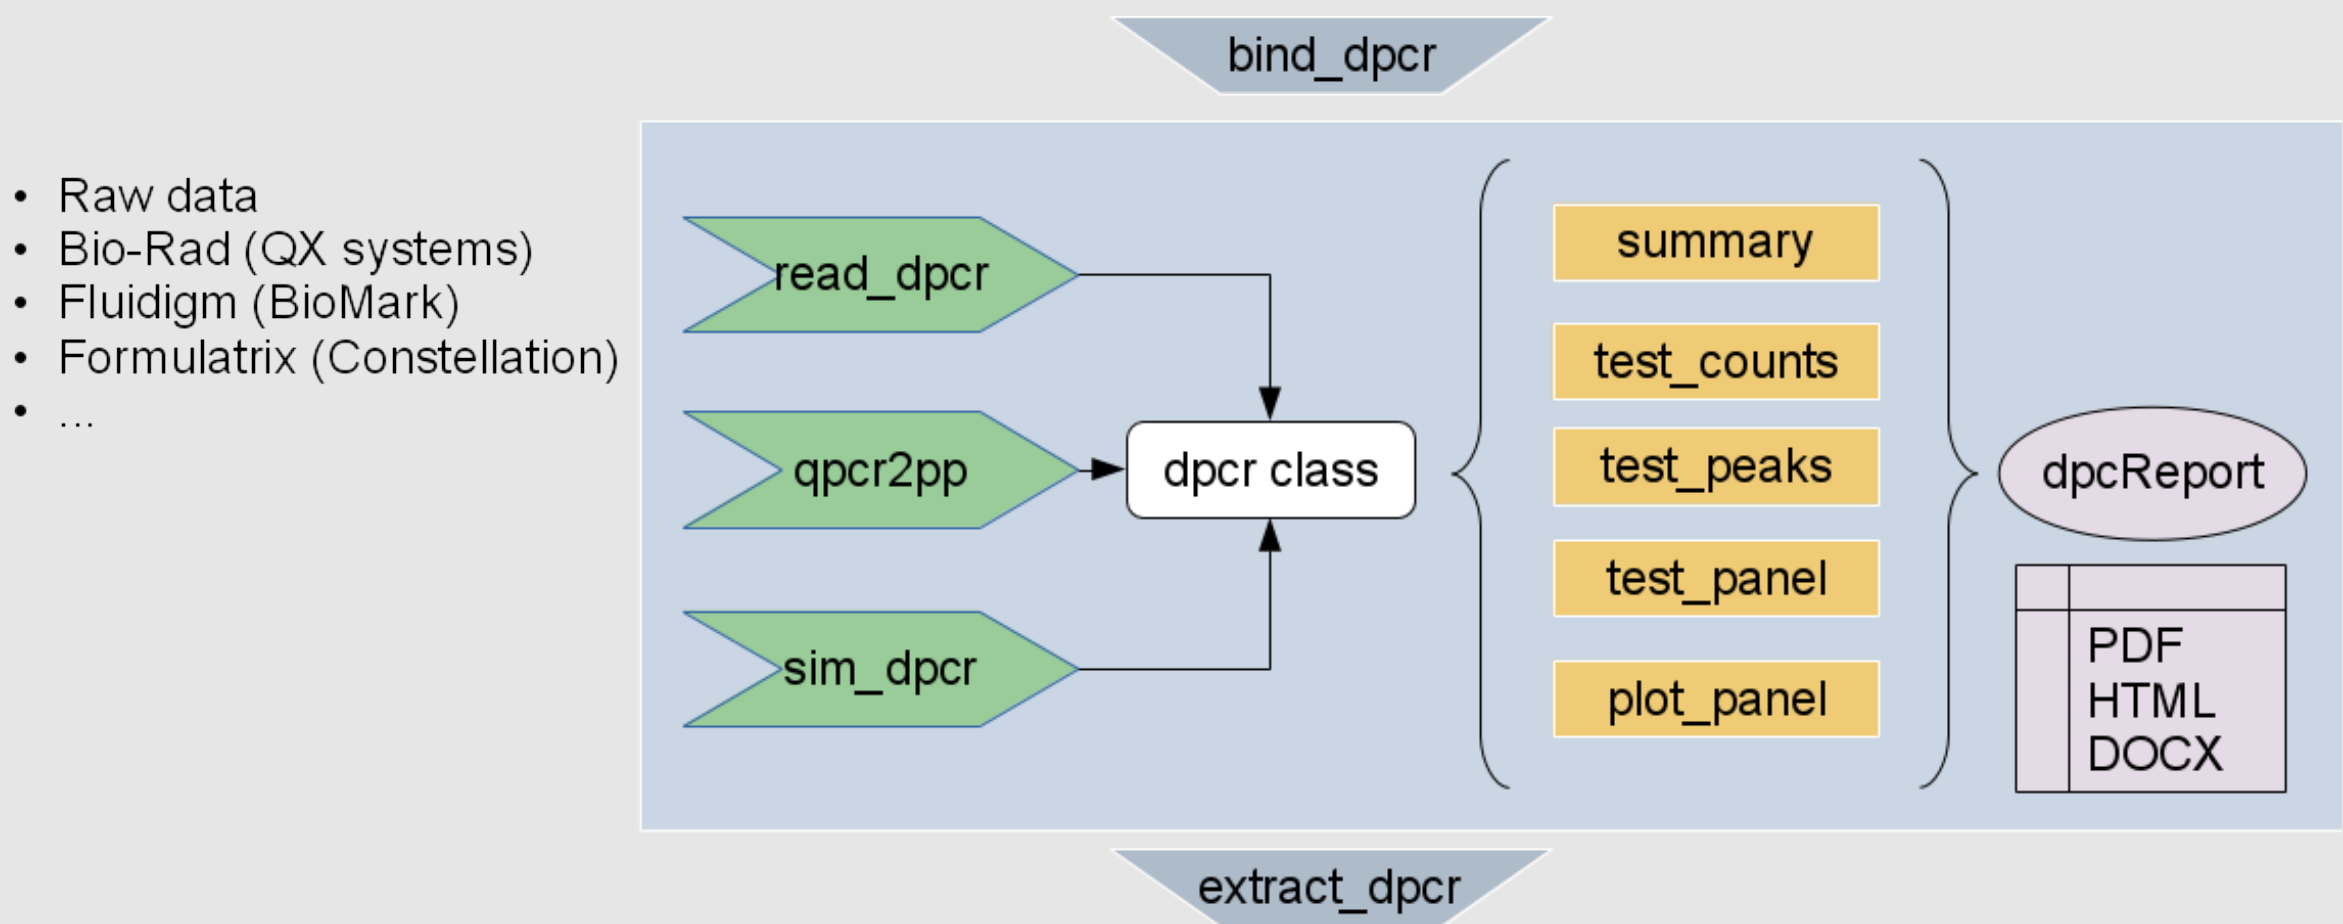 bind_dpcr
• Raw data
• Bio-Rad (QX systems)
• Fluidigm (BioMark)
• Formulatrix (Constellation)
• ...
read_dpcr
qpcr2pp
sim_dpcr
dpcr class
summary
test_counts
test_peaks
test_panel
plot_panel
dpcReport
PDF
HTML
DOCX
extract_dpcr